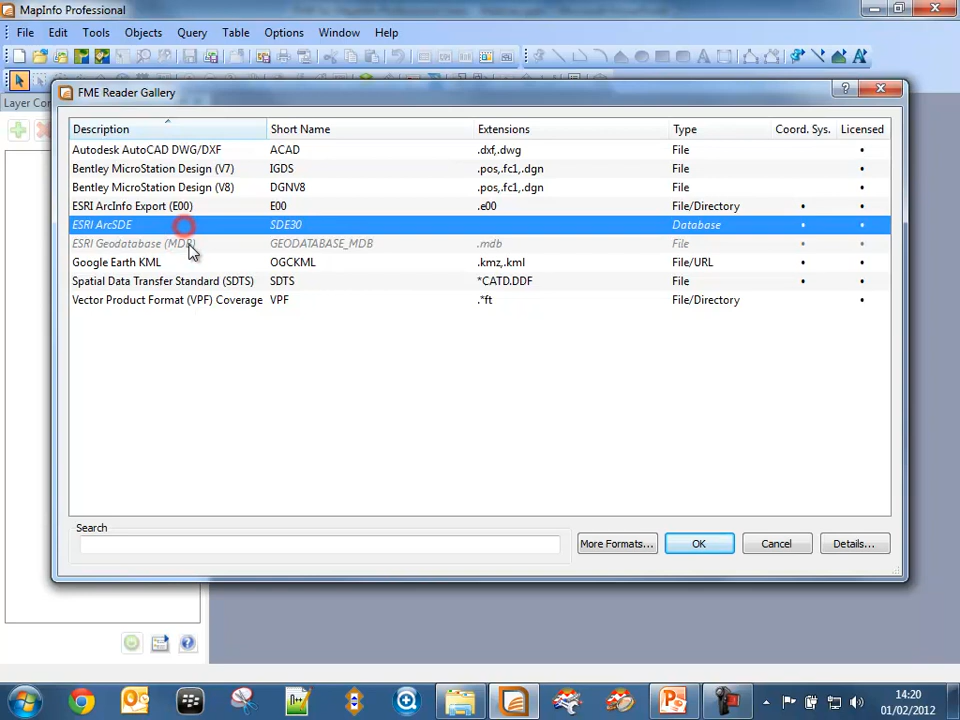 MapInfo Professional
File Edit Tools Objects Query Table Options Window Help
Layer Con
FME Reader Gallery
Description Short Name Extensions Type Coord. Sys. Licensed
Autodesk AutoCAD DWG/DXF ACAD .dxf,.dwg File •
Bentley MicroStation Design (V7) IGDS .pos,.fc1,.dgn File •
Bentley MicroStation Design (V8) DGNV8 .pos,.fc1,.dgn File •
ESRI ArcInfo Export (E00) E00 .e00 File/Directory • •
ESRI ArcSDE SDE30 Database • •
ESRI Geodatabase (MDB) GEODATABASE_MDB .mdb File • •
Google Earth KML OGCKML .kmz,.kml File/URL • •
Spatial Data Transfer Standard (SDTS) SDTS *CATD.DDF File • •
Vector Product Format (VPF) Coverage VPF .*ft File/Directory •
Search
More Formats... OK Cancel Details...
14:20
01/02/2012